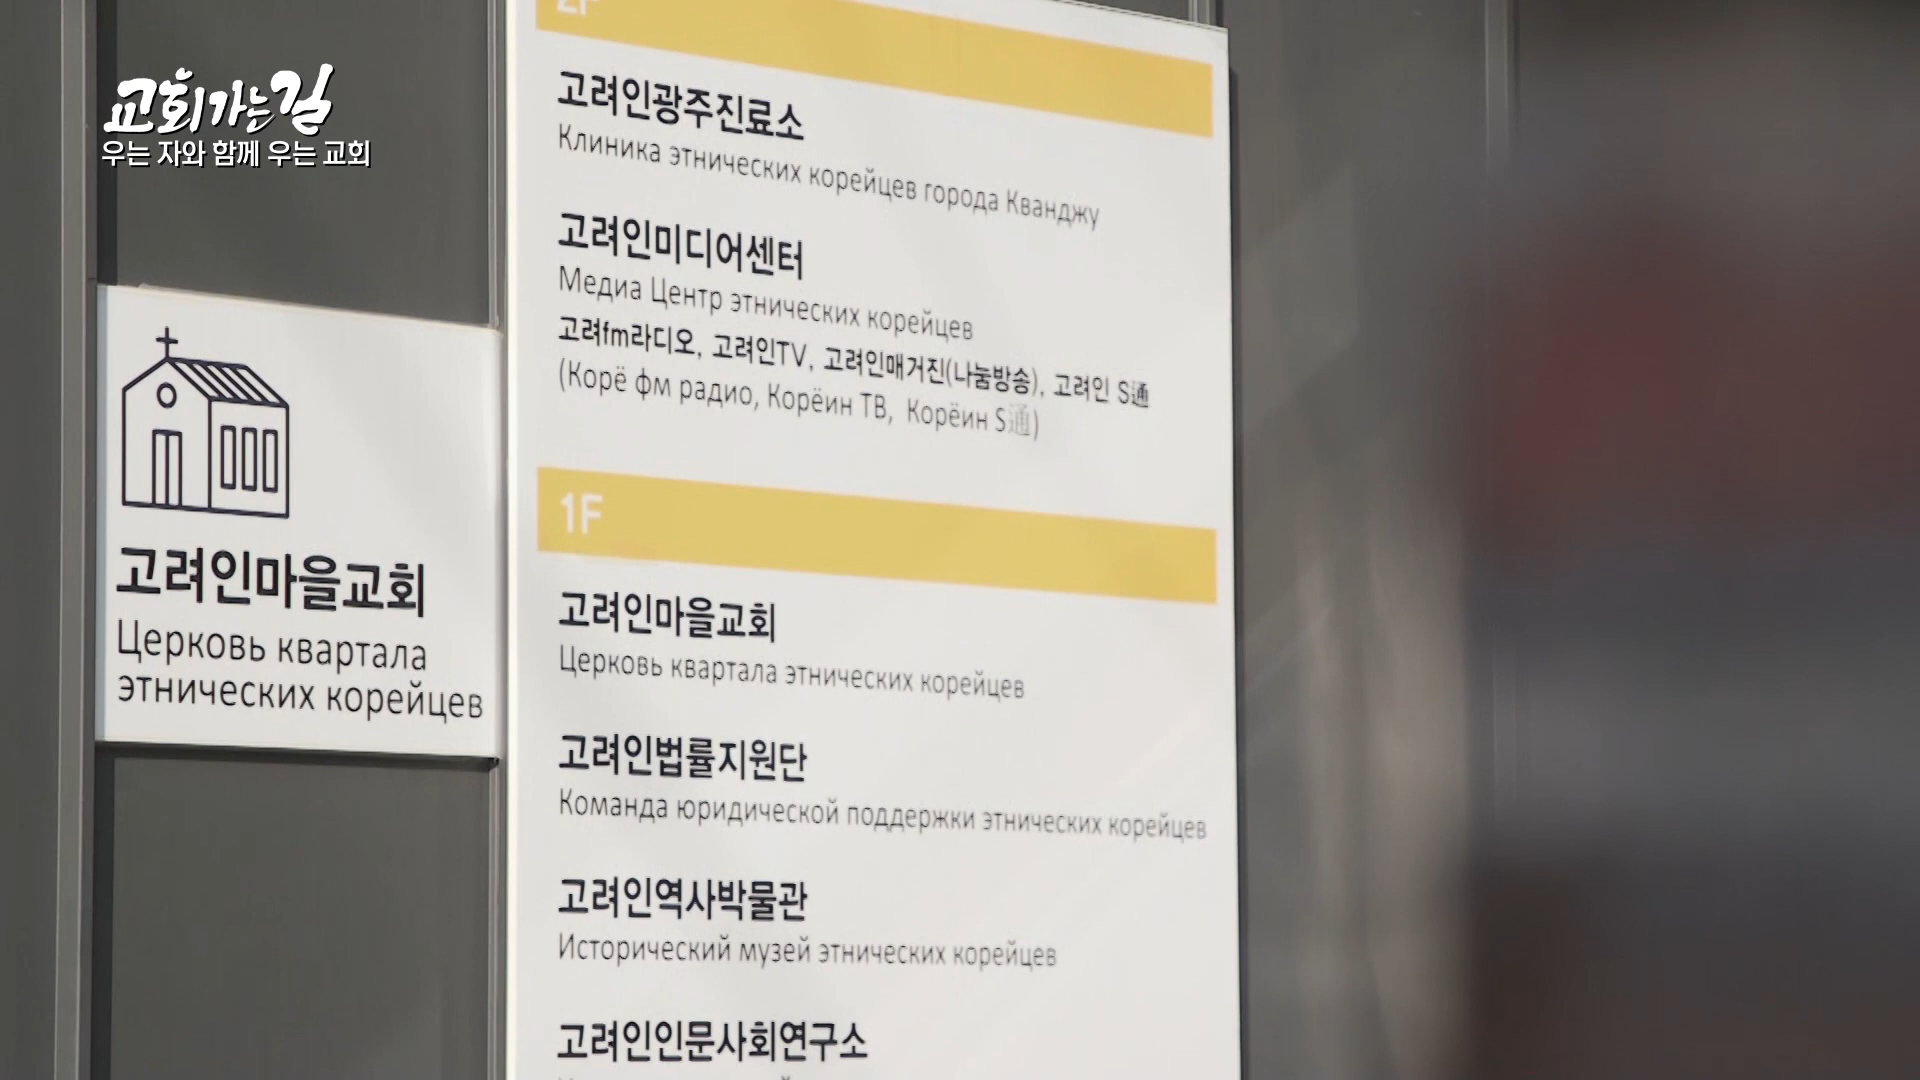 교회가는길
우는 자와 함께 우는 교회
고려인마을교회
Церковь квартала
этнических корейцев
2F
고려인광주진료소
Клиника этнических корейцев города Кванджу
고려인미디어센터
Медиа Центр этнических корейцев
고려fm라디오, 고려인TV, 고려인매거진(나눔방송), 고려인 S通
(Корё фм радио, Корёин ТВ, Корёин S通)
1F
고려인마을교회
Церковь квартала этнических корейцев
고려인법률지원단
Команда юридической поддержки этнических корейцев
고려인역사박물관
Исторический музей этнических корейцев
고려인인문사회연구소